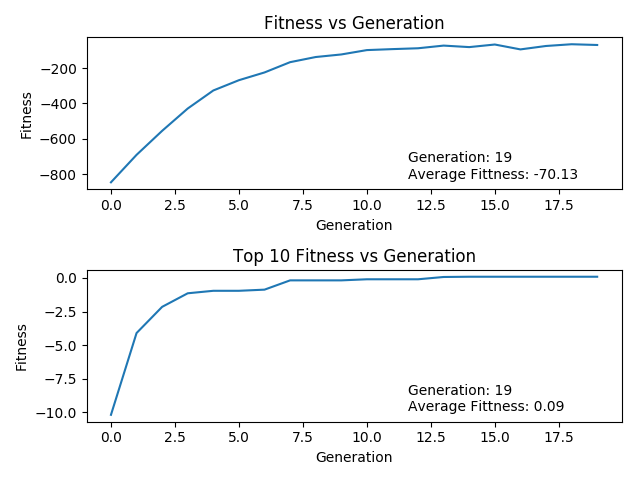 Fitness vs Generation
Fitness
−200
−400
−600
−800
Generation: 19
Average Fittness: -70.13
0.0 2.5 5.0 7.5 10.0 12.5 15.0 17.5
Generation
Top 10 Fitness vs Generation
Fitness
0.0
−2.5
−5.0
−7.5
−10.0
Generation: 19
Average Fittness: 0.09
0.0 2.5 5.0 7.5 10.0 12.5 15.0 17.5
Generation